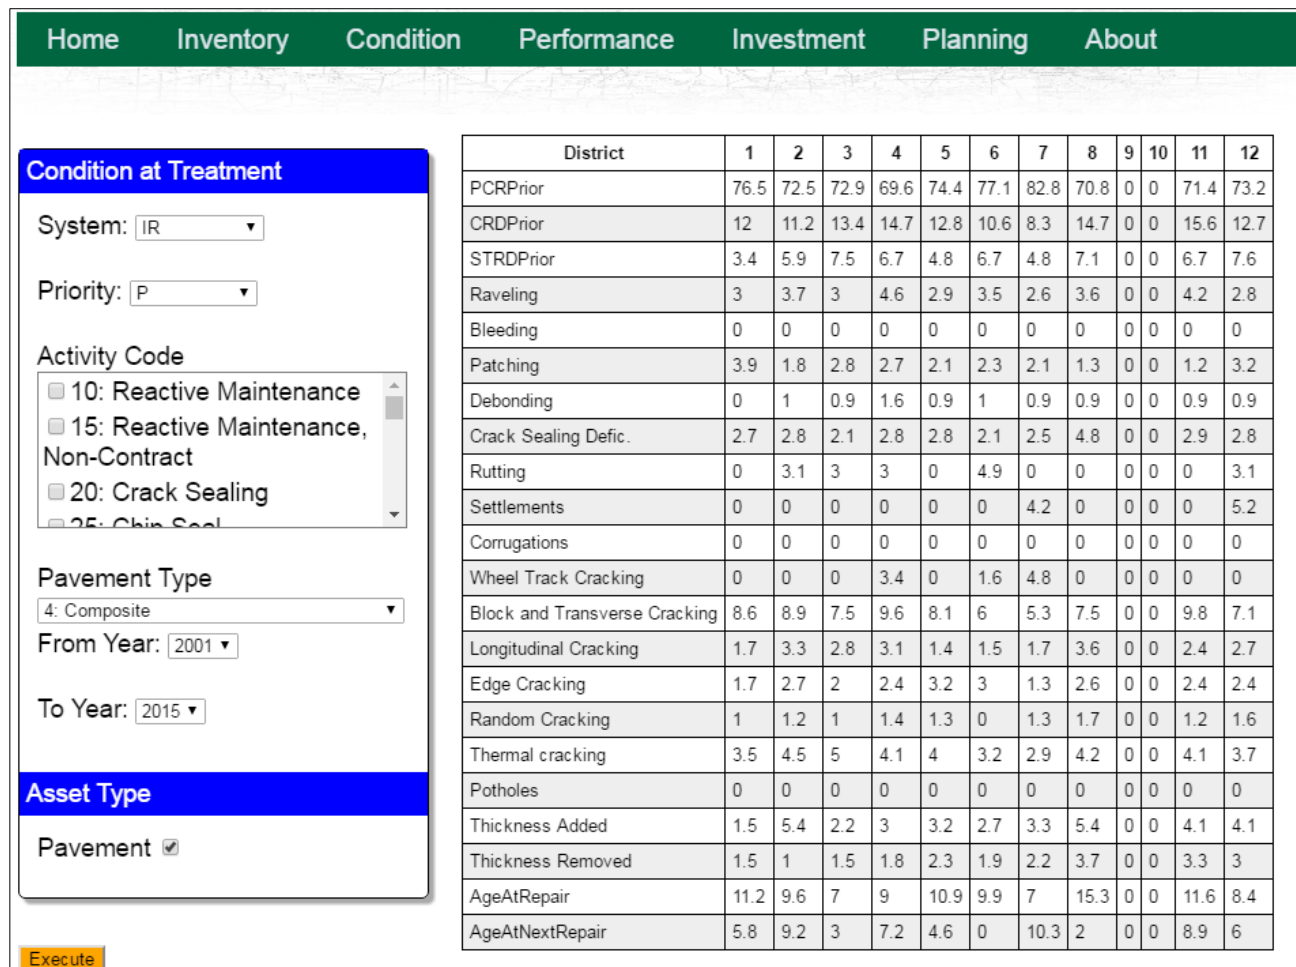 Home Inventory Condition Performance Investment Planning About
Condition at Treatment
System: IR
Priority: P
Activity Code
10: Reactive Maintenance
15: Reactive Maintenance,
Non-Contract
20: Crack Sealing
25: Chip Seal
Pavement Type
4: Composite
From Year: 2001
To Year: 2015
Asset Type
Pavement
Execute
District 1 2 3 4 5 6 7 8 9 10 11 12
PCRPrior 76.5 72.5 72.9 69.6 74.4 77.1 82.8 70.8 0 0 71.4 73.2
CRDPrior 12 11.2 13.4 14.7 12.8 10.6 8.3 14.7 0 0 15.6 12.7
STRDPrior 3.4 5.9 7.5 6.7 4.8 6.7 4.8 7.1 0 0 6.7 7.6
Raveling 3 3.7 3 4.6 2.9 3.5 2.6 3.6 0 0 4.2 2.8
Bleeding 0 0 0 0 0 0 0 0 0 0 0 0
Patching 3.9 1.8 2.8 2.7 2.1 2.3 2.1 1.3 0 0 1.2 3.2
Debonding 0 1 0.9 1.6 0.9 1 0.9 0.9 0 0 0.9 0.9
Crack Sealing Defic. 2.7 2.8 2.1 2.8 2.8 2.1 2.5 4.8 0 0 2.9 2.8
Rutting 0 3.1 3 3 0 4.9 0 0 0 0 0 3.1
Settlements 0 0 0 0 0 0 4.2 0 0 0 0 5.2
Corrugations 0 0 0 0 0 0 0 0 0 0 0 0
Wheel Track Cracking 0 0 0 3.4 0 1.6 4.8 0 0 0 0 0
Block and Transverse Cracking 8.6 8.9 7.5 9.6 8.1 6 5.3 7.5 0 0 9.8 7.1
Longitudinal Cracking 1.7 3.3 2.8 3.1 1.4 1.5 1.7 3.6 0 0 2.4 2.7
Edge Cracking 1.7 2.7 2 2.4 3.2 3 1.3 2.6 0 0 2.4 2.4
Random Cracking 1 1.2 1 1.4 1.3 0 1.3 1.7 0 0 1.2 1.6
Thermal cracking 3.5 4.5 5 4.1 4 3.2 2.9 4.2 0 0 4.1 3.7
Potholes 0 0 0 0 0 0 0 0 0 0 0 0
Thickness Added 1.5 5.4 2.2 3 3.2 2.7 3.3 5.4 0 0 4.1 4.1
Thickness Removed 1.5 1 1.5 1.8 2.3 1.9 2.2 3.7 0 0 3.3 3
AgeAtRepair 11.2 9.6 7 9 10.9 9.9 7 15.3 0 0 11.6 8.4
AgeAtNextRepair 5.8 9.2 3 7.2 4.6 0 10.3 2 0 0 8.9 6